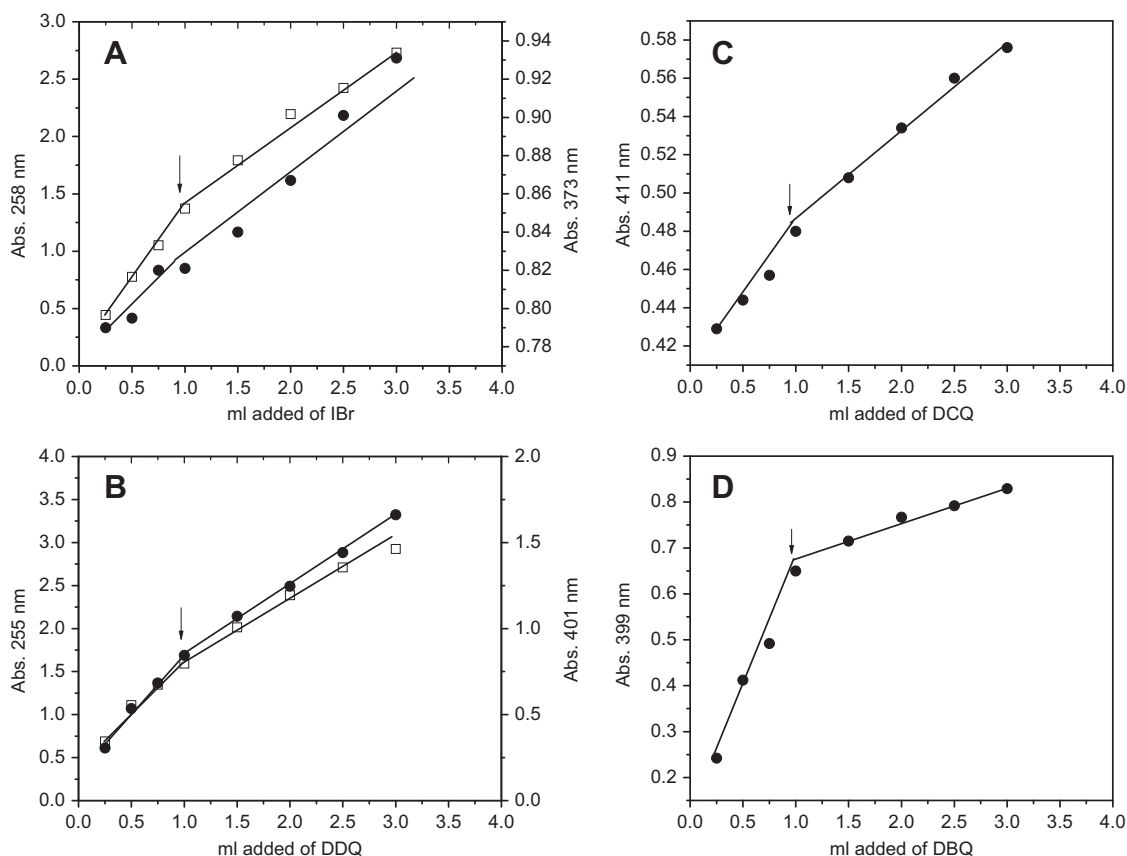 A
3.0
2.5
2.0
1.5
1.0
0.5
0.0
Abs. 258 nm
0.94
0.92
0.90
0.88
0.86
0.84
0.82
0.80
0.78
Abs. 373 nm
0.0 0.5 1.0 1.5 2.0 2.5 3.0 3.5 4.0
ml added of IBr
C
0.58
0.56
0.54
0.52
0.50
0.48
0.46
0.44
0.42
Abs. 411 nm
0.0 0.5 1.0 1.5 2.0 2.5 3.0 3.5 4.0
ml added of DCQ
B
4.0
3.5
3.0
2.5
2.0
1.5
1.0
0.5
0.0
Abs. 255 nm
2.0
1.5
1.0
0.5
0.0
Abs. 401 nm
0.0 0.5 1.0 1.5 2.0 2.5 3.0 3.5 4.0
ml added of DDQ
D
0.9
0.8
0.7
0.6
0.5
0.4
0.3
0.2
Abs. 399 nm
0.0 0.5 1.0 1.5 2.0 2.5 3.0 3.5 4.0
ml added of DBQ